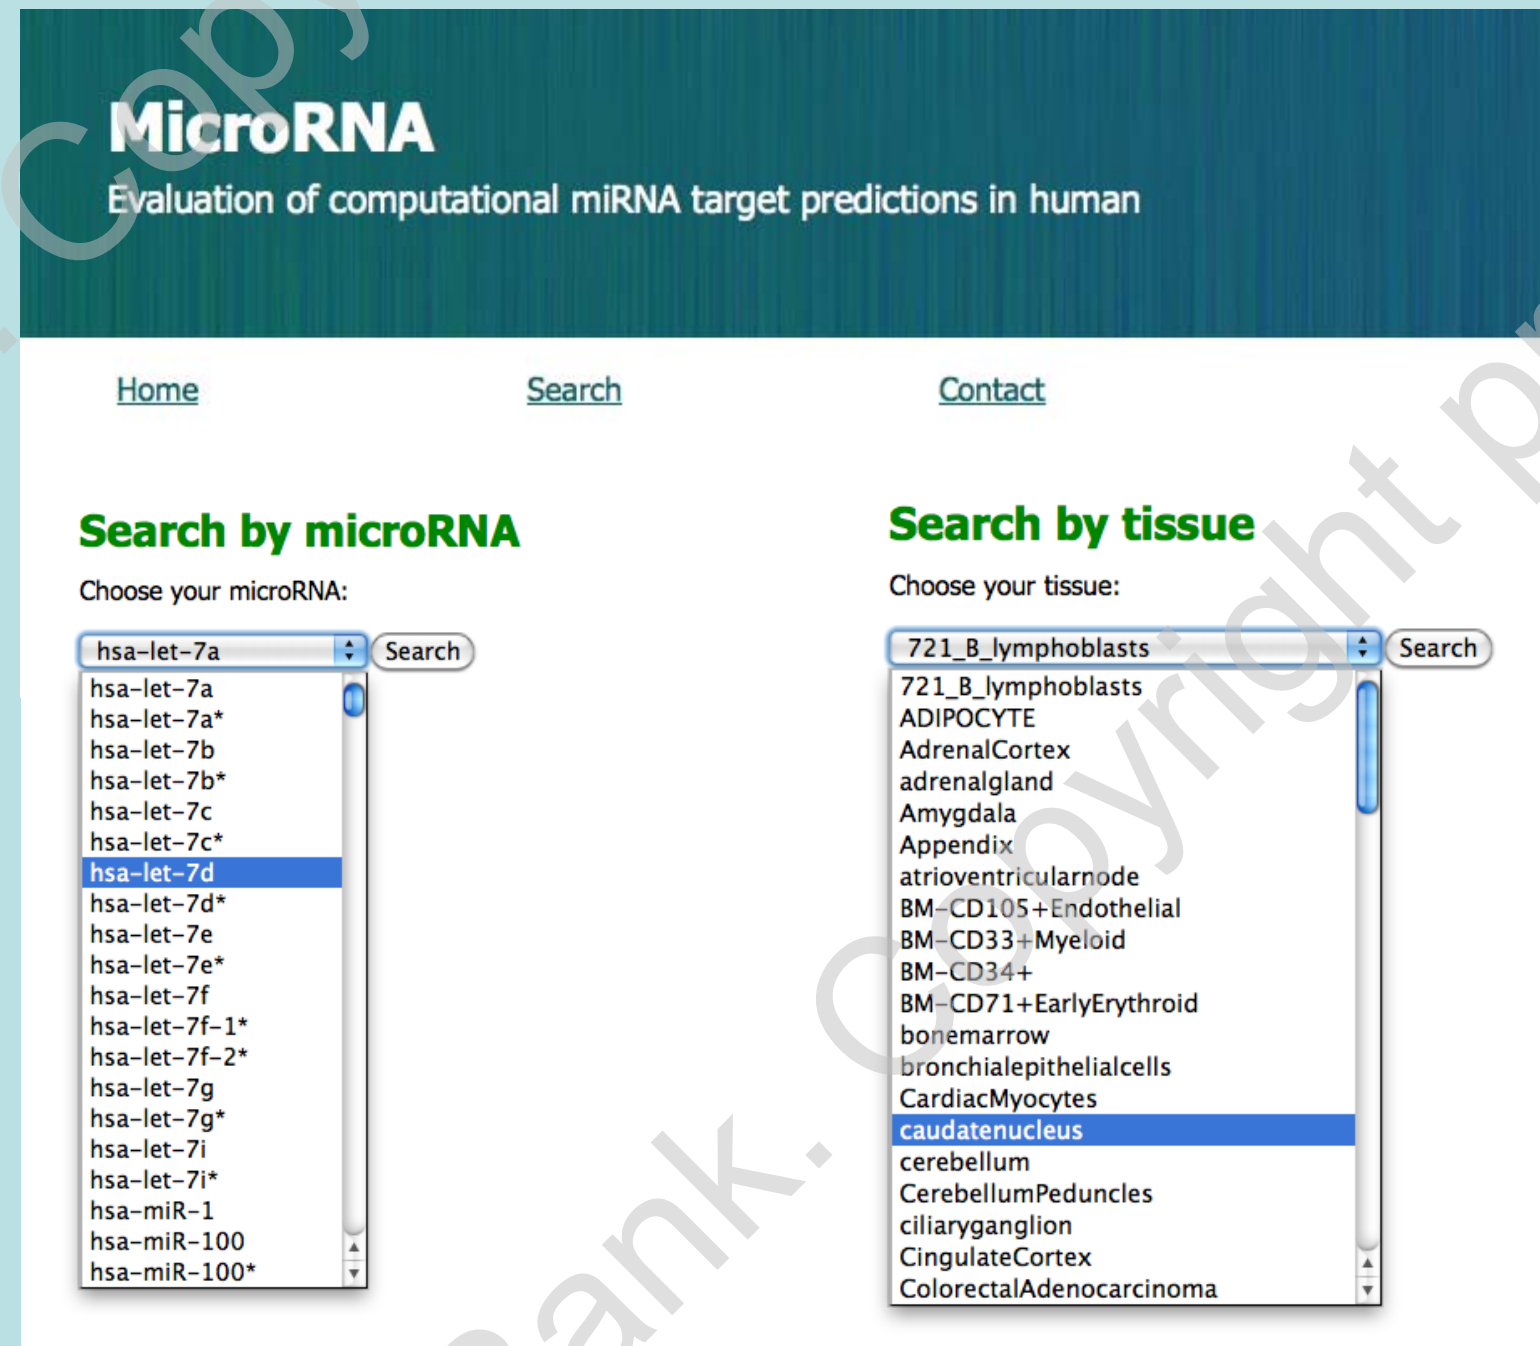 MicroRNA
Evaluation of computational miRNA target predictions in human
Home
Search
Contact
Search by microRNA
Choose your microRNA:
hsa-let-7a
Search
hsa-let-7a
hsa-let-7a*
hsa-let-7b
hsa-let-7b*
hsa-let-7c
hsa-let-7c*
hsa-let-7d
hsa-let-7d*
hsa-let-7e
hsa-let-7e*
hsa-let-7f
hsa-let-7f-1*
hsa-let-7f-2*
hsa-let-7g
hsa-let-7g*
hsa-let-7i
hsa-let-7i*
hsa-miR-1
hsa-miR-100
hsa-miR-100*
Search by tissue
Choose your tissue:
721_B_lymphoblasts
Search
721_B_lymphoblasts
ADIPOCYTE
AdrenalCortex
adrenalgland
Amygdala
Appendix
atrioventricularnode
BM-CD105+Endothelial
BM-CD33+Myeloid
BM-CD34+
BM-CD71+EarlyErythroid
bonemarrow
bronchialepithelialcells
CardiacMyocytes
caudatenucleus
cerebellum
CerebellumPeduncles
ciliaryganglion
CingulateCortex
ColorectalAdenocarcinoma
Copy
ank. Copyright p